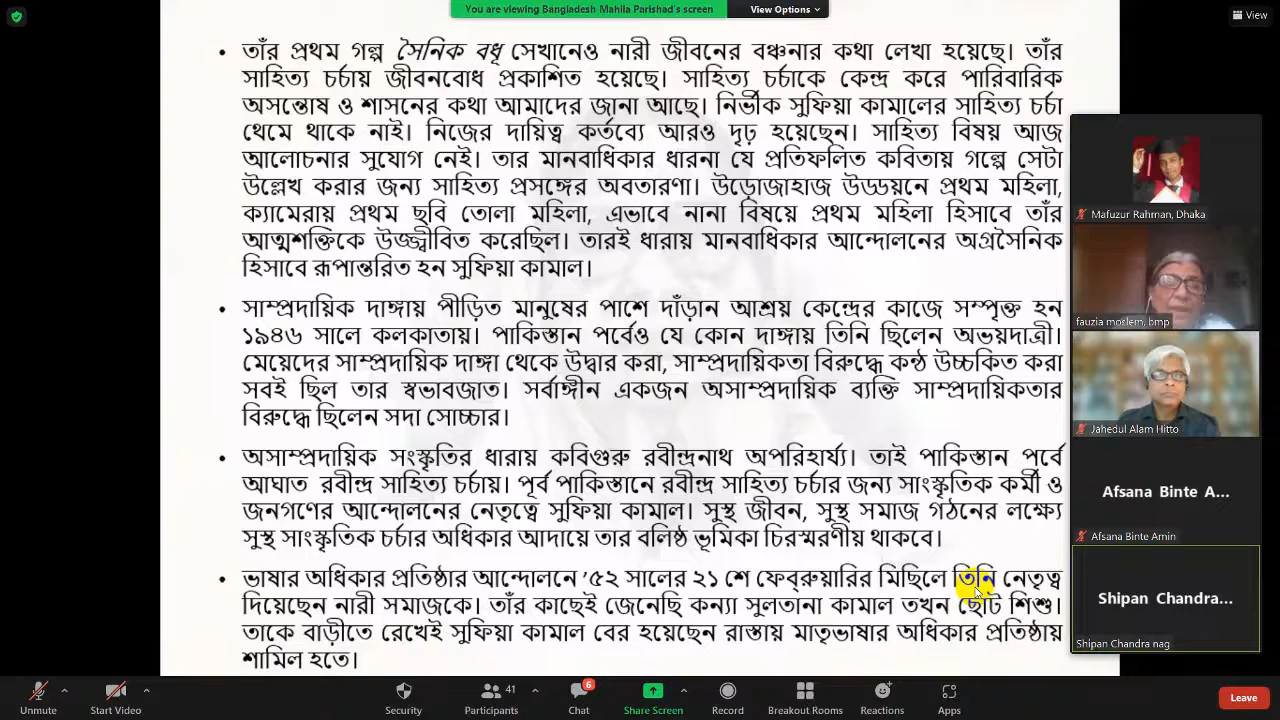 You are viewing Bangladesh Mahila Parishad's screen
View Options
View
• তাঁর প্রথম গল্প সৈনিক বধূ সেখানেও নারী জীবনের বঞ্চনার কথা লেখা হয়েছে। তাঁর
সাহিত্য চর্চায় জীবনবোধ প্রকাশিত হয়েছে। সাহিত্য চর্চাকে কেন্দ্র করে পারিবারিক
অসন্তোষ ও শাসনের কথা আমাদের জানা আছে। নির্ভীক সুফিয়া কামালের সাহিত্য চর্চা
থেমে থাকে নাই। নিজের দায়িত্ব কর্তব্যে আরও দৃঢ় হয়েছেন। সাহিত্য বিষয় আজ
আলোচনার সুযোগ নেই। তার মানবাধিকার ধারনা যে প্রতিফলিত কবিতায় গল্পে সেটা
উল্লেখ করার জন্য সাহিত্য প্রসঙ্গের অবতারণা। উড়োজাহাজ উড্ডয়নে প্রথম মহিলা,
ক্যামেরায় প্রথম ছবি তোলা মহিলা, এভাবে নানা বিষয়ে প্রথম মহিলা হিসাবে তাঁর
আত্মশক্তিকে উজ্জ্বীবিত করেছিল। তারই ধারায় মানবাধিকার আন্দোলনের অগ্রসৈনিক
হিসাবে রূপান্তরিত হন সুফিয়া কামাল।
• সাম্প্রদায়িক দাঙ্গায় পীড়িত মানুষের পাশে দাঁড়ান আশ্রয় কেন্দ্রের কাজে সম্পৃক্ত হন
১৯৪৬ সালে কলকাতায়। পাকিস্তান পর্বেও যে কোন দাঙ্গায় তিনি ছিলেন অভয়দাত্রী।
মেয়েদের সাম্প্রদায়িক দাঙ্গা থেকে উদ্বার করা, সাম্প্রদায়িকতা বিরুদ্ধে কন্ঠ উচ্চকিত করা
সবই ছিল তার স্বভাবজাত। সর্বাঙ্গীন একজন অসাম্প্রদায়িক ব্যক্তি সাম্প্রদায়িকতার
বিরুদ্ধে ছিলেন সদা সোচ্চার।
• অসাম্প্রদায়িক সংস্কৃতির ধারায় কবিগুরু রবীন্দ্রনাথ অপরিহার্য্য। তাই পাকিস্তান পর্বে
আঘাত রবীন্দ্র সাহিত্য চর্চায়। পূর্ব পাকিস্তানে রবীন্দ্র সাহিত্য চর্চার জন্য সাংস্কৃতিক কর্মী ও
জনগণের আন্দোলনের নেতৃত্বে সুফিয়া কামাল। সুস্থ জীবন, সুস্থ সমাজ গঠনের লক্ষ্যে
সুস্থ সাংস্কৃতিক চর্চার অধিকার আদায়ে তার বলিষ্ঠ ভূমিকা চিরস্মরণীয় থাকবে।
• ভাষার অধিকার প্রতিষ্ঠার আন্দোলনে ’৫২ সালের ২১ শে ফেব্রুয়ারির মিছিলে তিনি নেতৃত্ব
দিয়েছেন নারী সমাজকে। তাঁর কাছেই জেনেছি কন্যা সুলতানা কামাল তখন ছোট শিশু।
তাকে বাড়ীতে রেখেই সুফিয়া কামাল বের হয়েছেন রাস্তায় মাতৃভাষার অধিকার প্রতিষ্ঠায়
শামিল হতে।
Mafuzur Rahman, Dhaka
fauzia moslem, bmp
Jahedul Alam Hitto
Afsana Binte A...
Afsana Binte Amin
Shipan Chandra...
Shipan Chandra nag
Unmute
Start Video
Security
41
Participants
6
Chat
Share Screen
Record
Breakout Rooms
Reactions
Apps
Leave